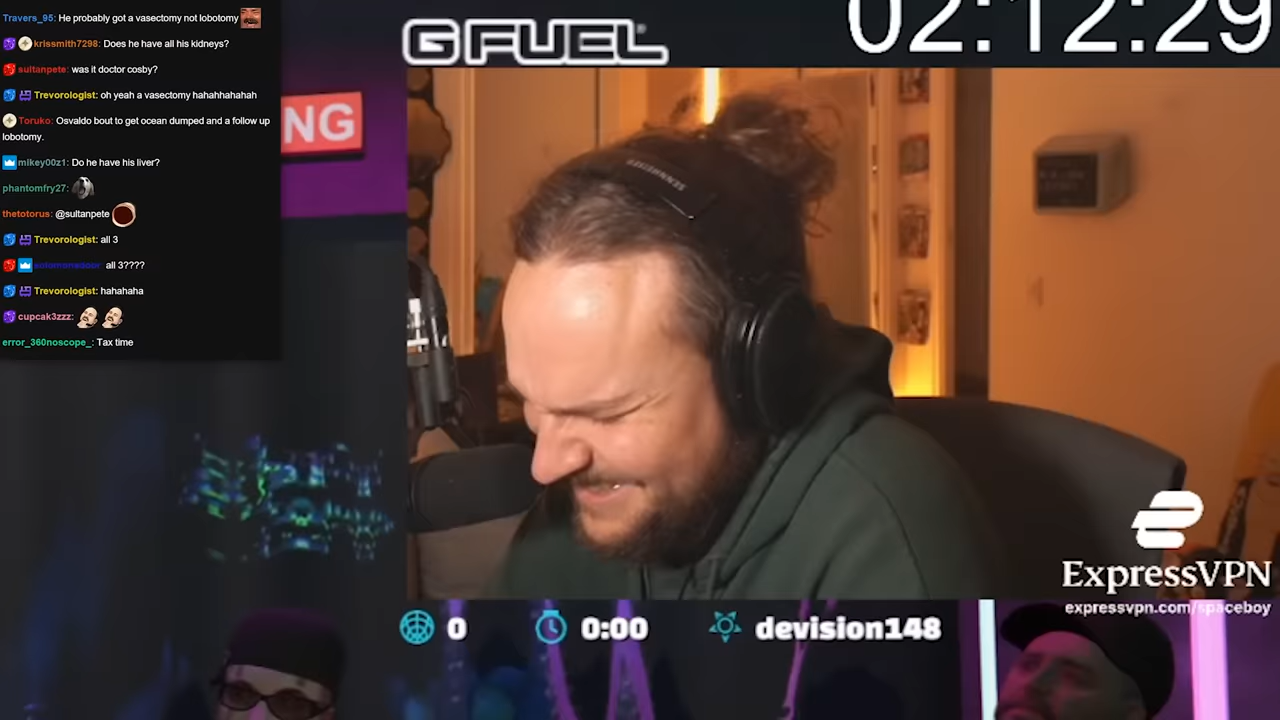 Travers_95: He probably got a vasectomy not lobotomy
krissmith7298: Does he have all his kidneys?
sultanpete: was it doctor cosby?
Trevorologist: oh yeah a vasectomy hahahhahahah
Toruko: Osvaldo bout to get ocean dumped and a follow up
lobotomy.
mikey00z1: Do he have his liver?
phantomfry27:
thetotorus: @sultanpete
Trevorologist: all 3
all 3????
Trevorologist: hahahaha
cupcak3zzz:
error_360noscope_: Tax time
NG
G FUEL
02:12:29
SENNHEISER
ExpressVPN
expressvpn.com/spaceboy
0 0:00 devision148